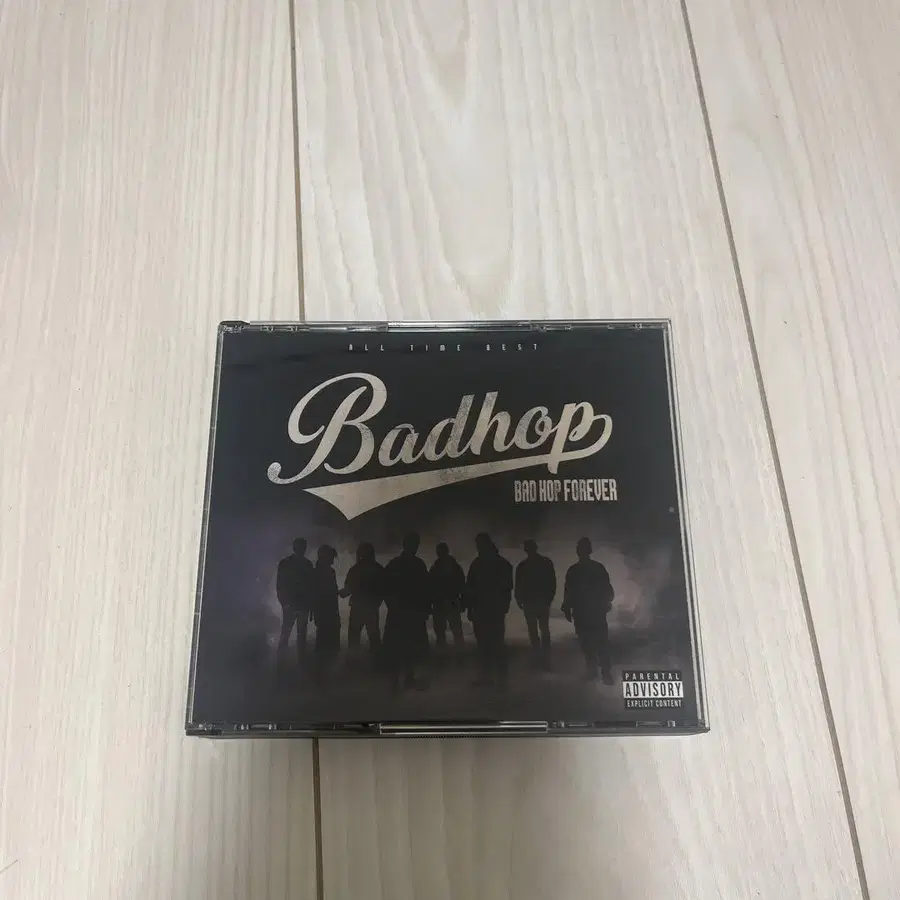 ALL TIME BEST
Badhop
BAD HOP FOREVER
PARENTAL
ADVISORY
EXPLICIT CONTENT